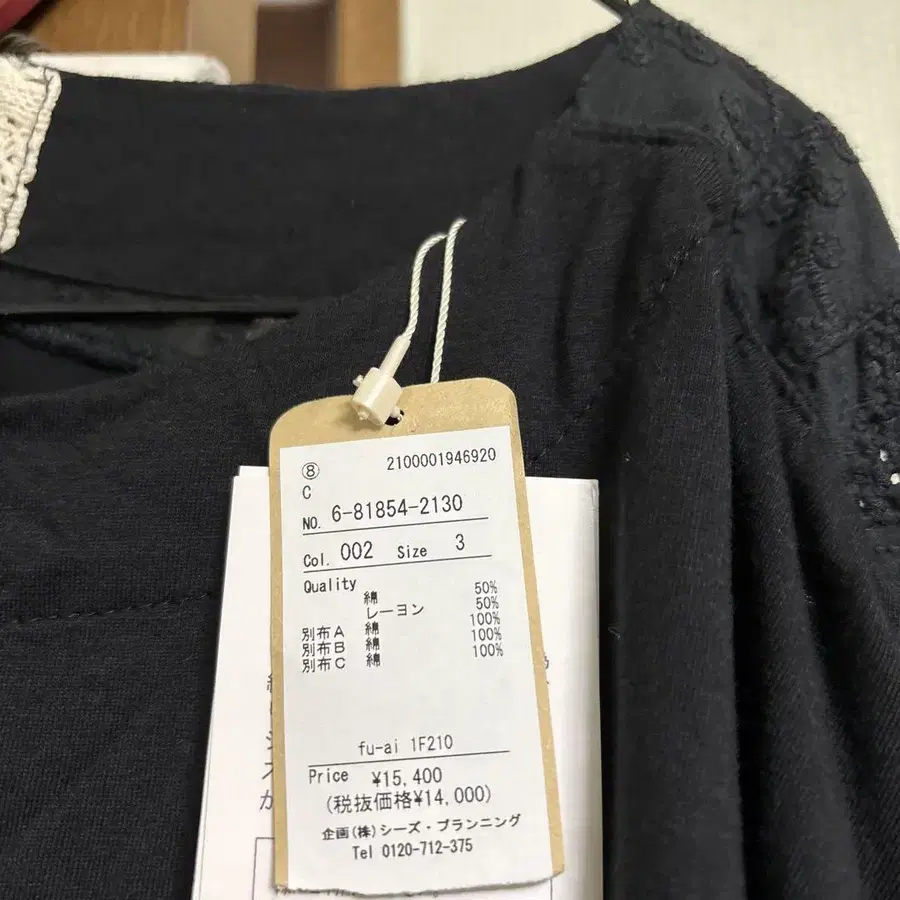 ⑧ 2100001946920
C
NO. 6-81854-2130
Col. 002 Size 3
Quality
綿 50%
レーヨン 50%
別布A 綿 100%
別布B 綿 100%
別布C 綿 100%
fu-ai 1F210
Price ¥15,400
(税抜価格¥14,000)
企画(株)シーズ・プランニング
Tel 0120-712-375